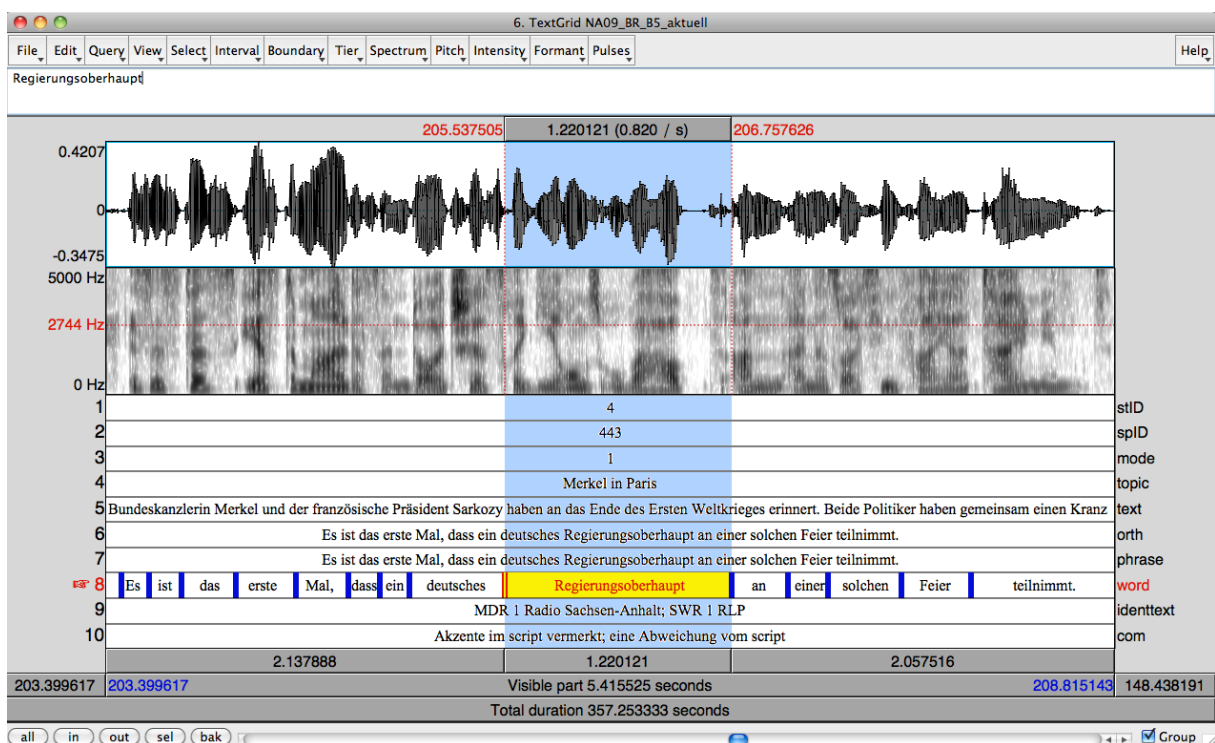 6. TextGrid NA09_BR_B5_aktuell
File Edit Query View Select Interval Boundary Tier Spectrum Pitch Intensity Formant Pulses Help
Regierungsoberhaupt
205.537505 1.220121 (0.820 / s) 206.757626
0.4207
0
-0.3475
5000 Hz
2744 Hz
0 Hz
1 4 stID
2 443 spID
3 1 mode
4 Merkel in Paris topic
5 Bundeskanzlerin Merkel und der französische Präsident Sarkozy haben an das Ende des Ersten Weltkrieges erinnert. Beide Politiker haben gemeinsam einen Kranz text
6 Es ist das erste Mal, dass ein deutsches Regierungsoberhaupt an einer solchen Feier teilnimmt. orth
7 Es ist das erste Mal, dass ein deutsches Regierungsoberhaupt an einer solchen Feier teilnimmt. phrase
8 Es ist das erste Mal, dass ein deutsches Regierungsoberhaupt an einer solchen Feier teilnimmt. word
9 MDR 1 Radio Sachsen-Anhalt; SWR 1 RLP identtext
10 Akzente im script vermerkt; eine Abweichung vom script com
2.137888 1.220121 2.057516
203.399617 203.399617 Visible part 5.415525 seconds 208.815143 148.438191
Total duration 357.253333 seconds
all in out sel bak Group